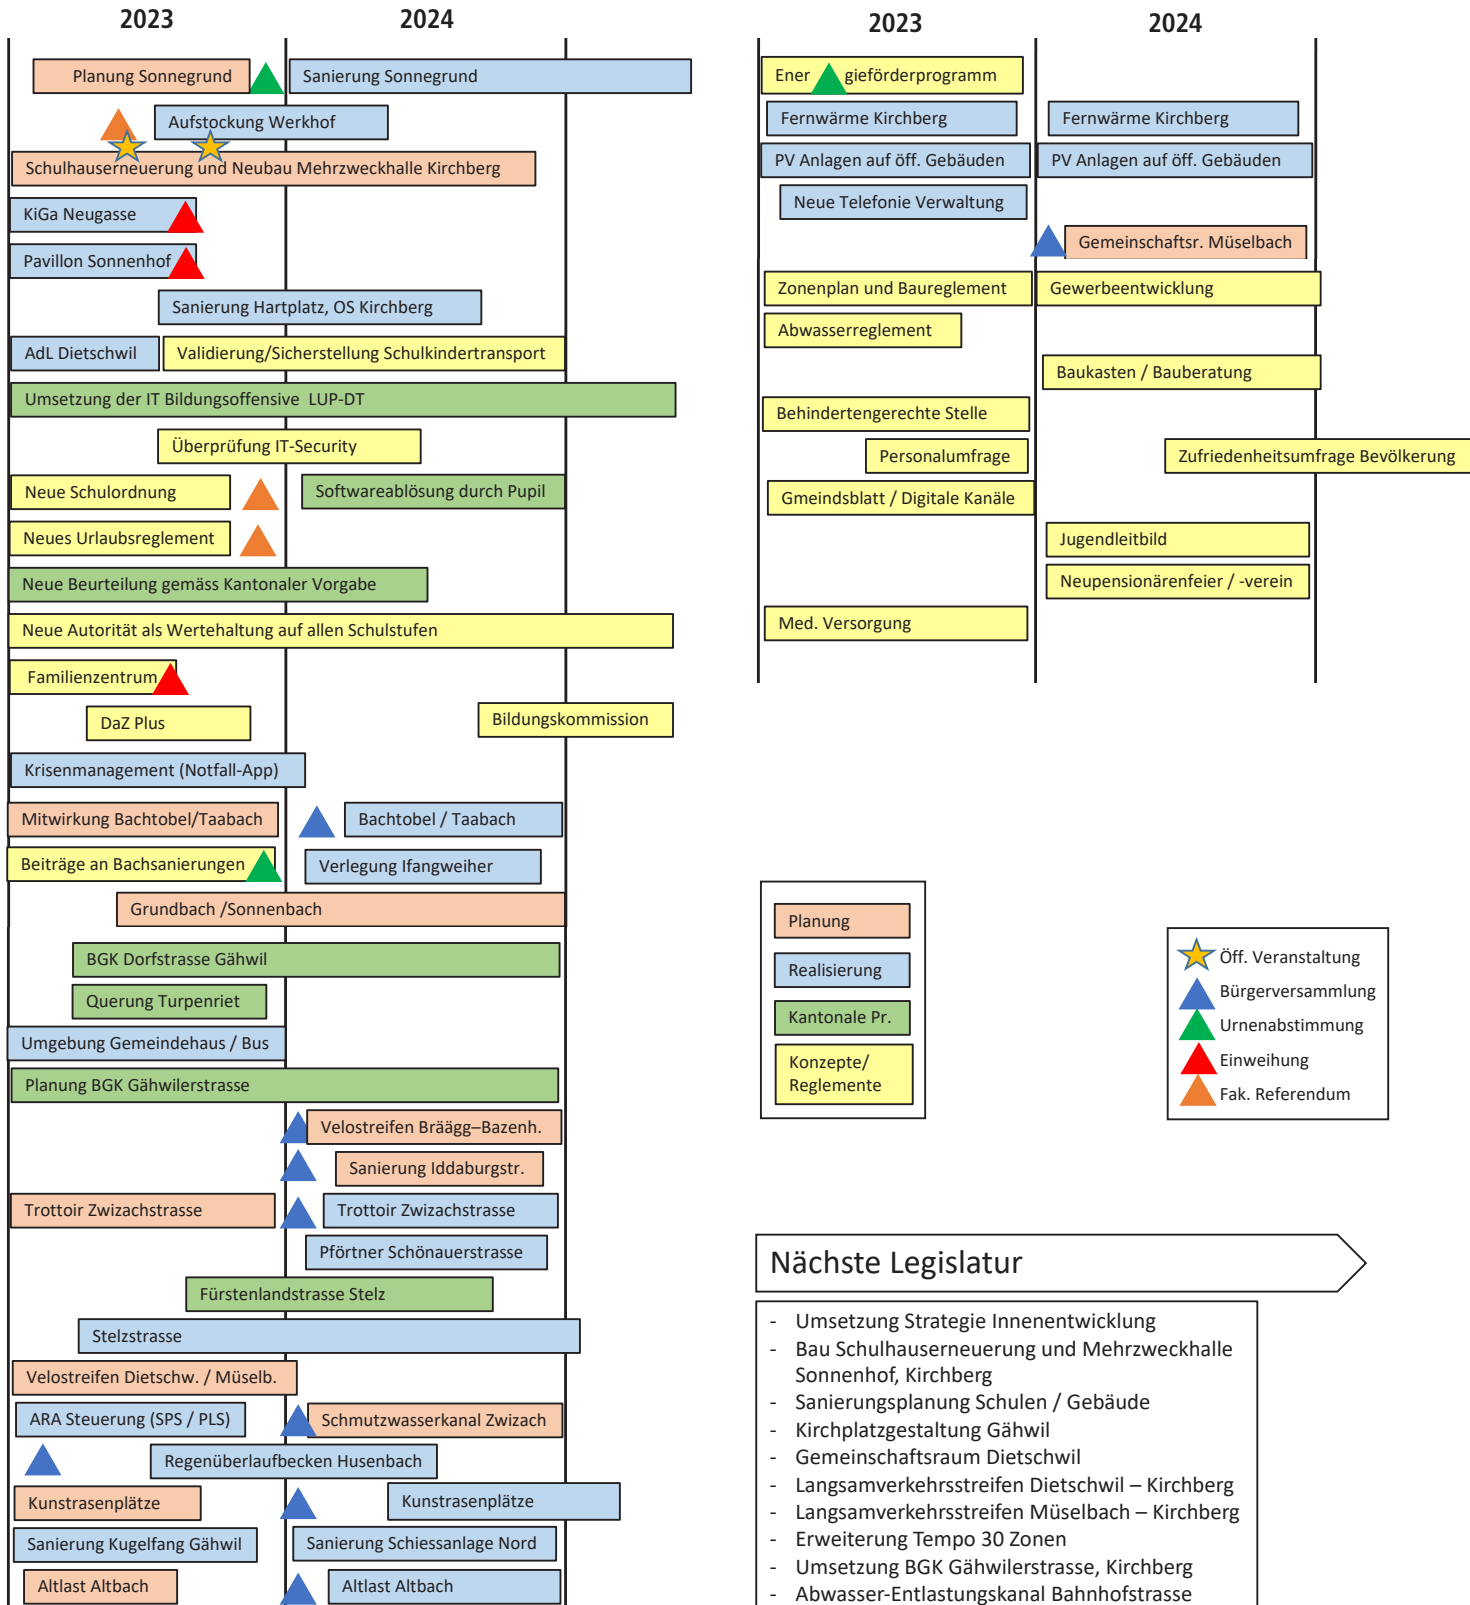 2023
2024
Planung Sonnegrund
Sanierung Sonnegrund
Aufstockung Werkhof
Schulhauserneuerung und Neubau Mehrzweckhalle Kirchberg
KiGa Neugasse
Pavillon Sonnenhof
Sanierung Hartplatz, OS Kirchberg
AdL Dietschwil
Validierung/Sicherstellung Schulkindertransport
Umsetzung der IT Bildungsoffensive LUP-DT
Überprüfung IT-Security
Neue Schulordnung
Softwareablösung durch Pupil
Neues Urlaubsreglement
Neue Beurteilung gemäss Kantonaler Vorgabe
Neue Autorität als Wertehaltung auf allen Schulstufen
Familienzentrum
DaZ Plus
Bildungskommission
Krisenmanagement (Notfall-App)
Mitwirkung Bachtobel/Taabach
Bachtobel / Taabach
Beiträge an Bachsanierungen
Verlegung Ifangweiher
Grundbach /Sonnenbach
BGK Dorfstrasse Gähwil
Querung Turpenriet
Umgebung Gemeindehaus / Bus
Planung BGK Gähwilerstrasse
Velostreifen Bräägg–Bazenh.
Sanierung Iddaburgstr.
Trottoir Zwizachstrasse
Trottoir Zwizachstrasse
Pförtner Schönauerstrasse
Fürstenlandstrasse Stelz
Stelzstrasse
Velostreifen Dietschw. / Müselb.
ARA Steuerung (SPS / PLS)
Schmutzwasserkanal Zwizach
Regenüberlaufbecken Husenbach
Kunstrasenplätze
Kunstrasenplätze
Sanierung Kugelfang Gähwil
Sanierung Schiessanlage Nord
Altlast Altbach
Altlast Altbach
2023
2024
Ener gieförderprogramm
Fernwärme Kirchberg
Fernwärme Kirchberg
PV Anlagen auf öff. Gebäuden
PV Anlagen auf öff. Gebäuden
Neue Telefonie Verwaltung
Gemeinschaftsr. Müselbach
Zonenplan und Baureglement
Gewerbeentwicklung
Abwasserreglement
Baukasten / Bauberatung
Behindertengerechte Stelle
Personalumfrage
Zufriedenheitsumfrage Bevölkerung
Gmeindsblatt / Digitale Kanäle
Jugendleitbild
Neupensionärenfeier / -verein
Med. Versorgung
Planung
Realisierung
Kantonale Pr.
Konzepte/
Reglemente
Öff. Veranstaltung
Bürgerversammlung
Urnenabstimmung
Einweihung
Fak. Referendum
Nächste Legislatur
- Umsetzung Strategie Innenentwicklung
- Bau Schulhauserneuerung und Mehrzweckhalle
Sonnenhof, Kirchberg
- Sanierungsplanung Schulen / Gebäude
- Kirchplatzgestaltung Gähwil
- Gemeinschaftsraum Dietschwil
- Langsamverkehrsstreifen Dietschwil – Kirchberg
- Langsamverkehrsstreifen Müselbach – Kirchberg
- Erweiterung Tempo 30 Zonen
- Umsetzung BGK Gähwilerstrasse, Kirchberg
- Abwasser-Entlastungskanal Bahnhofstrasse